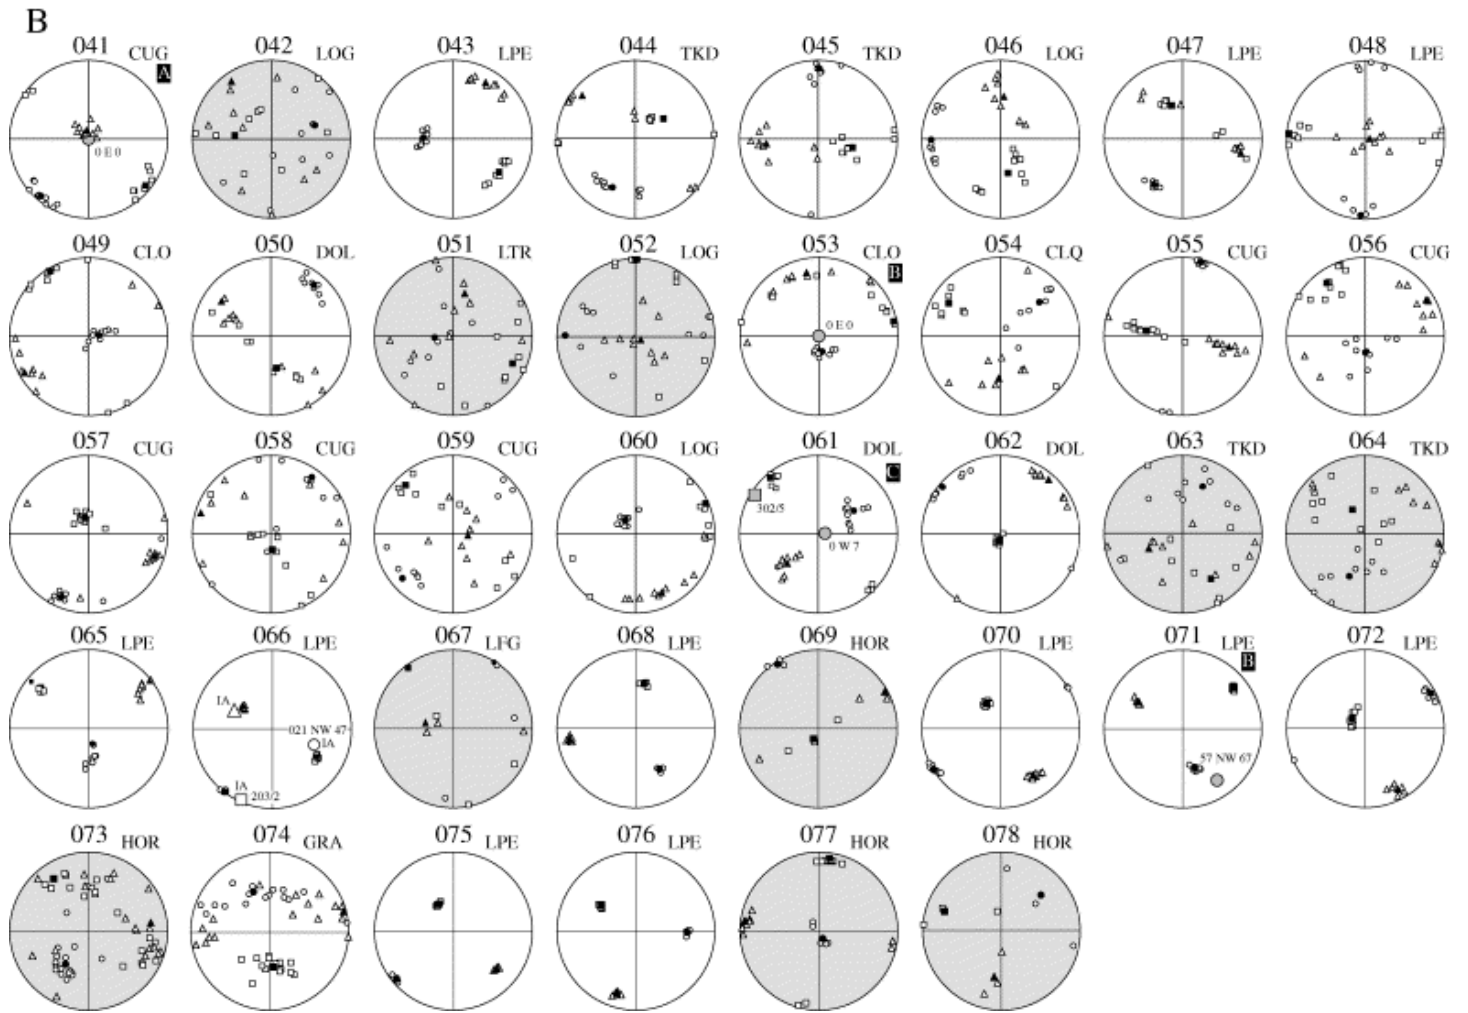 B
041 CUG 042 LOG 043 LPE 044 TKD 045 TKD 046 LOG 047 LPE 048 LPE
A
0 E 0
049 CLO 050 DOL 051 LTR 052 LOG 053 CLO 054 CLQ 055 CUG 056 CUG
B
0 E 0
057 CUG 058 CUG 059 CUG 060 LOG 061 DOL 062 DOL 063 TKD 064 TKD
C
302/5
0 W 7
065 LPE 066 LPE 067 LFG 068 LPE 069 HOR 070 LPE 071 LPE 072 LPE
B
IA
021 NW 47
IA
57 NW 67
IA
203/2
073 HOR 074 GRA 075 LPE 076 LPE 077 HOR 078 HOR